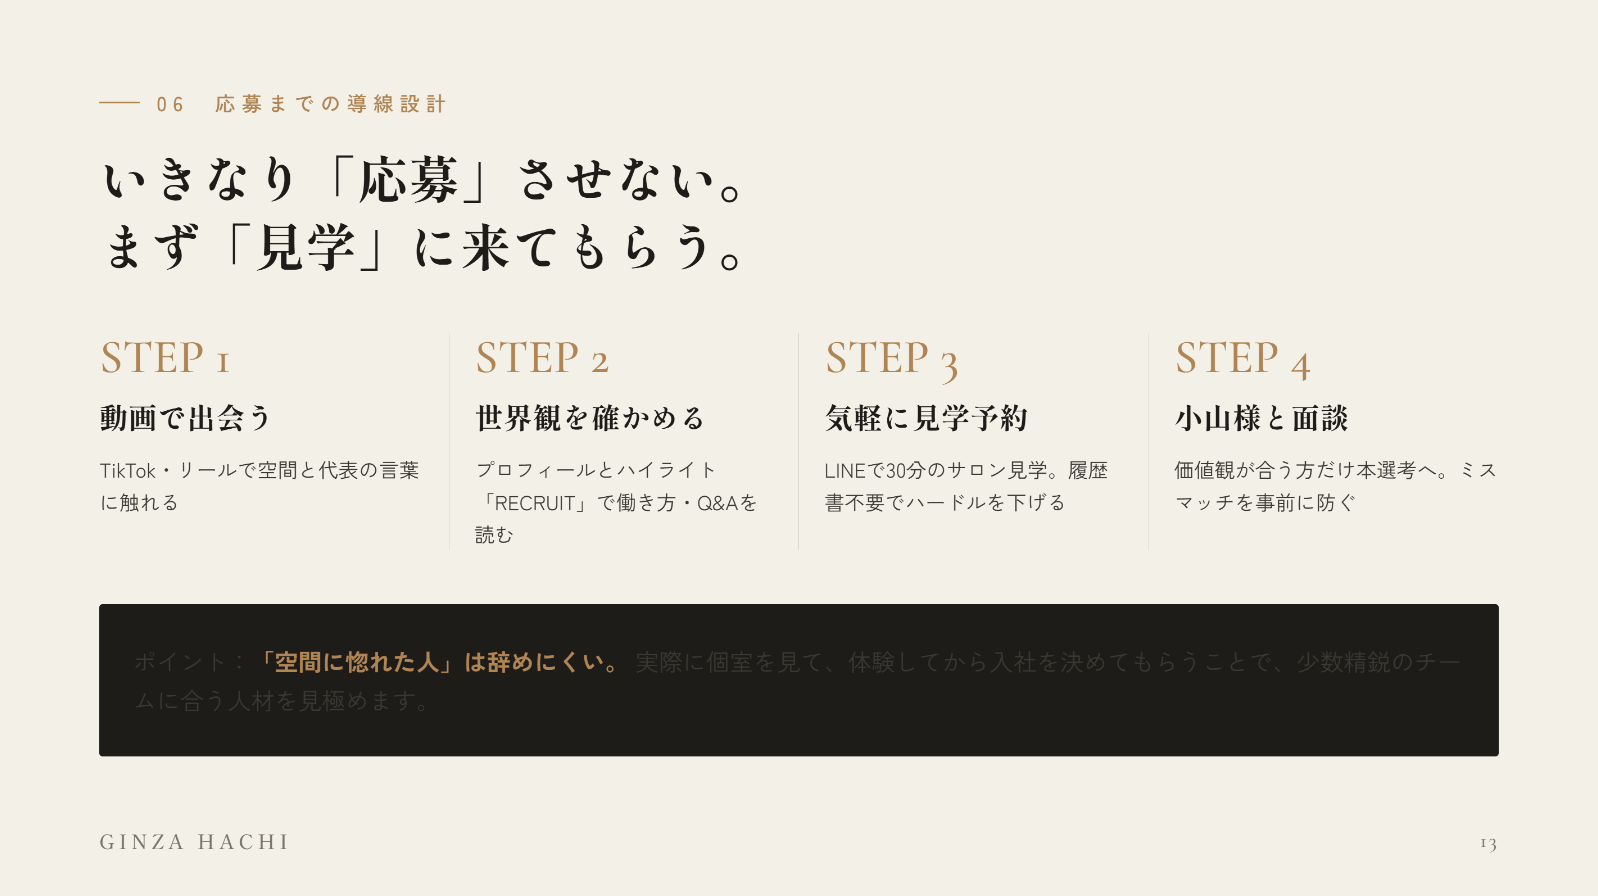 06 応募までの導線設計
いきなり「応募」させない。
まず「見学」に来てもらう。
STEP 1
動画で出会う
TikTok・リールで空間と代表の言葉
に触れる
STEP 2
世界観を確かめる
プロフィールとハイライト
「RECRUIT」で働き方・Q&Aを
読む
STEP 3
気軽に見学予約
LINEで30分のサロン見学。履歴
書不要でハードルを下げる
STEP 4
小山様と面談
価値観が合う方だけ本選考へ。ミス
マッチを事前に防ぐ
ポイント：「空間に惚れた人」は辞めにくい。 実際に個室を見て、体験してから入社を決めてもらうことで、少数精鋭のチー
ムに合う人材を見極めます。
GINZA HACHI
13